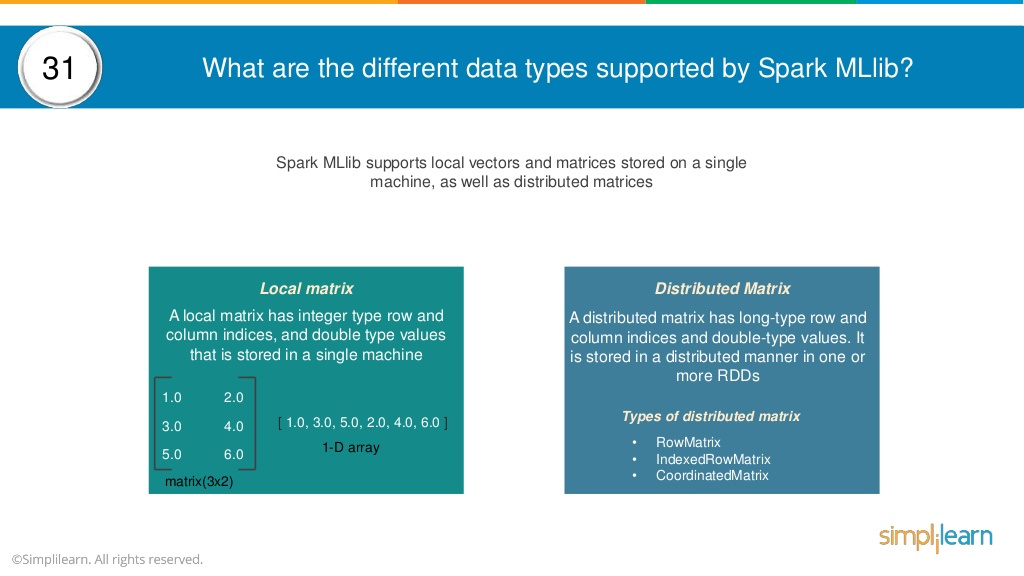 31
What are the different data types supported by Spark MLlib?
Spark MLlib supports local vectors and matrices stored on a single
machine, as well as distributed matrices
Local matrix
A local matrix has integer type row and
column indices, and double type values
that is stored in a single machine
1.0 2.0
3.0 4.0
5.0 6.0
matrix(3x2)
[ 1.0, 3.0, 5.0, 2.0, 4.0, 6.0 ]
1-D array
Distributed Matrix
A distributed matrix has long-type row and
column indices and double-type values. It
is stored in a distributed manner in one or
more RDDs
Types of distributed matrix
• RowMatrix
• IndexedRowMatrix
• CoordinatedMatrix
©Simplilearn. All rights reserved.
simplilearn